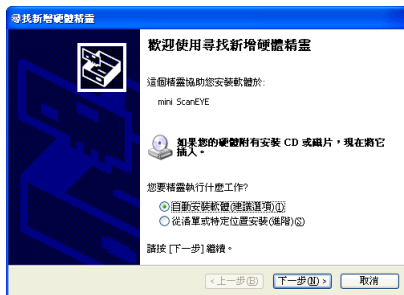 尋找新增硬體精靈
歡迎使用尋找新增硬體精靈
這個精靈協助您安裝軟體於:
mini ScanEYE
如果您的硬體附有安裝 CD 或磁片，現在將它
插入。
您要精靈執行什麼工作?
自動安裝軟體(建議選項)(I)
從清單或特定位置安裝(進階)(S)
請按 [下一步] 繼續。
<上一步(B)
下一步(N)>
取消